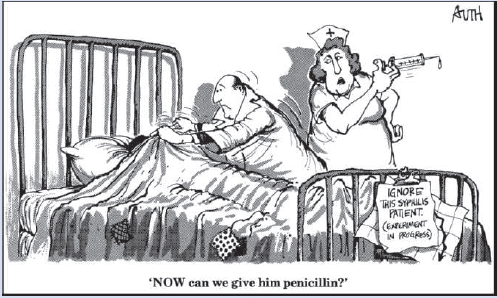 AUTH
IGNORE
THIS SYPHILIS
PATIENT.
(EXPERIMENT
IN PROGRESS)
‘NOW can we give him penicillin?’